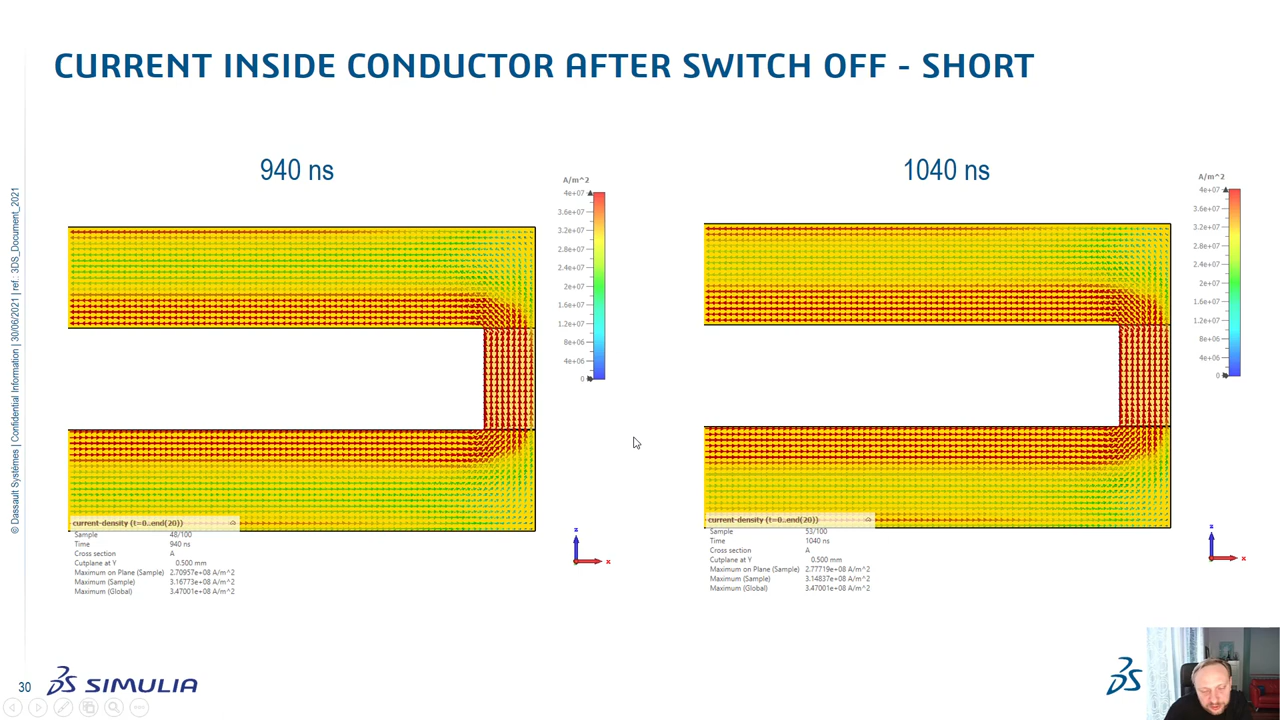 CURRENT INSIDE CONDUCTOR AFTER SWITCH OFF - SHORT
940 ns
1040 ns
A/m^2
4e+07
3.6e+07
3.2e+07
2.8e+07
2.4e+07
2e+07
1.6e+07
1.2e+07
8e+06
4e+06
0
A/m^2
4e+07
3.6e+07
3.2e+07
2.8e+07
2.4e+07
2e+07
1.6e+07
1.2e+07
8e+06
4e+06
0
current-density (t=0..end(20))
Sample 48/100
Time 940 ns
Cross section A
Cutplane at Y 0.500 mm
Maximum on Plane (Sample) 2.70957e+08 A/m^2
Maximum (Sample) 3.16773e+08 A/m^2
Maximum (Global) 3.47001e+08 A/m^2
z
x
current-density (t=0..end(20))
Sample 53/100
Time 1040 ns
Cross section A
Cutplane at Y 0.500 mm
Maximum on Plane (Sample) 2.77719e+08 A/m^2
Maximum (Sample) 3.14837e+08 A/m^2
Maximum (Global) 3.47001e+08 A/m^2
z
x
© Dassault Systèmes | Confidential Information | 30/06/2021 | ref.: 3DS_Document_2021
30
SIMULIA